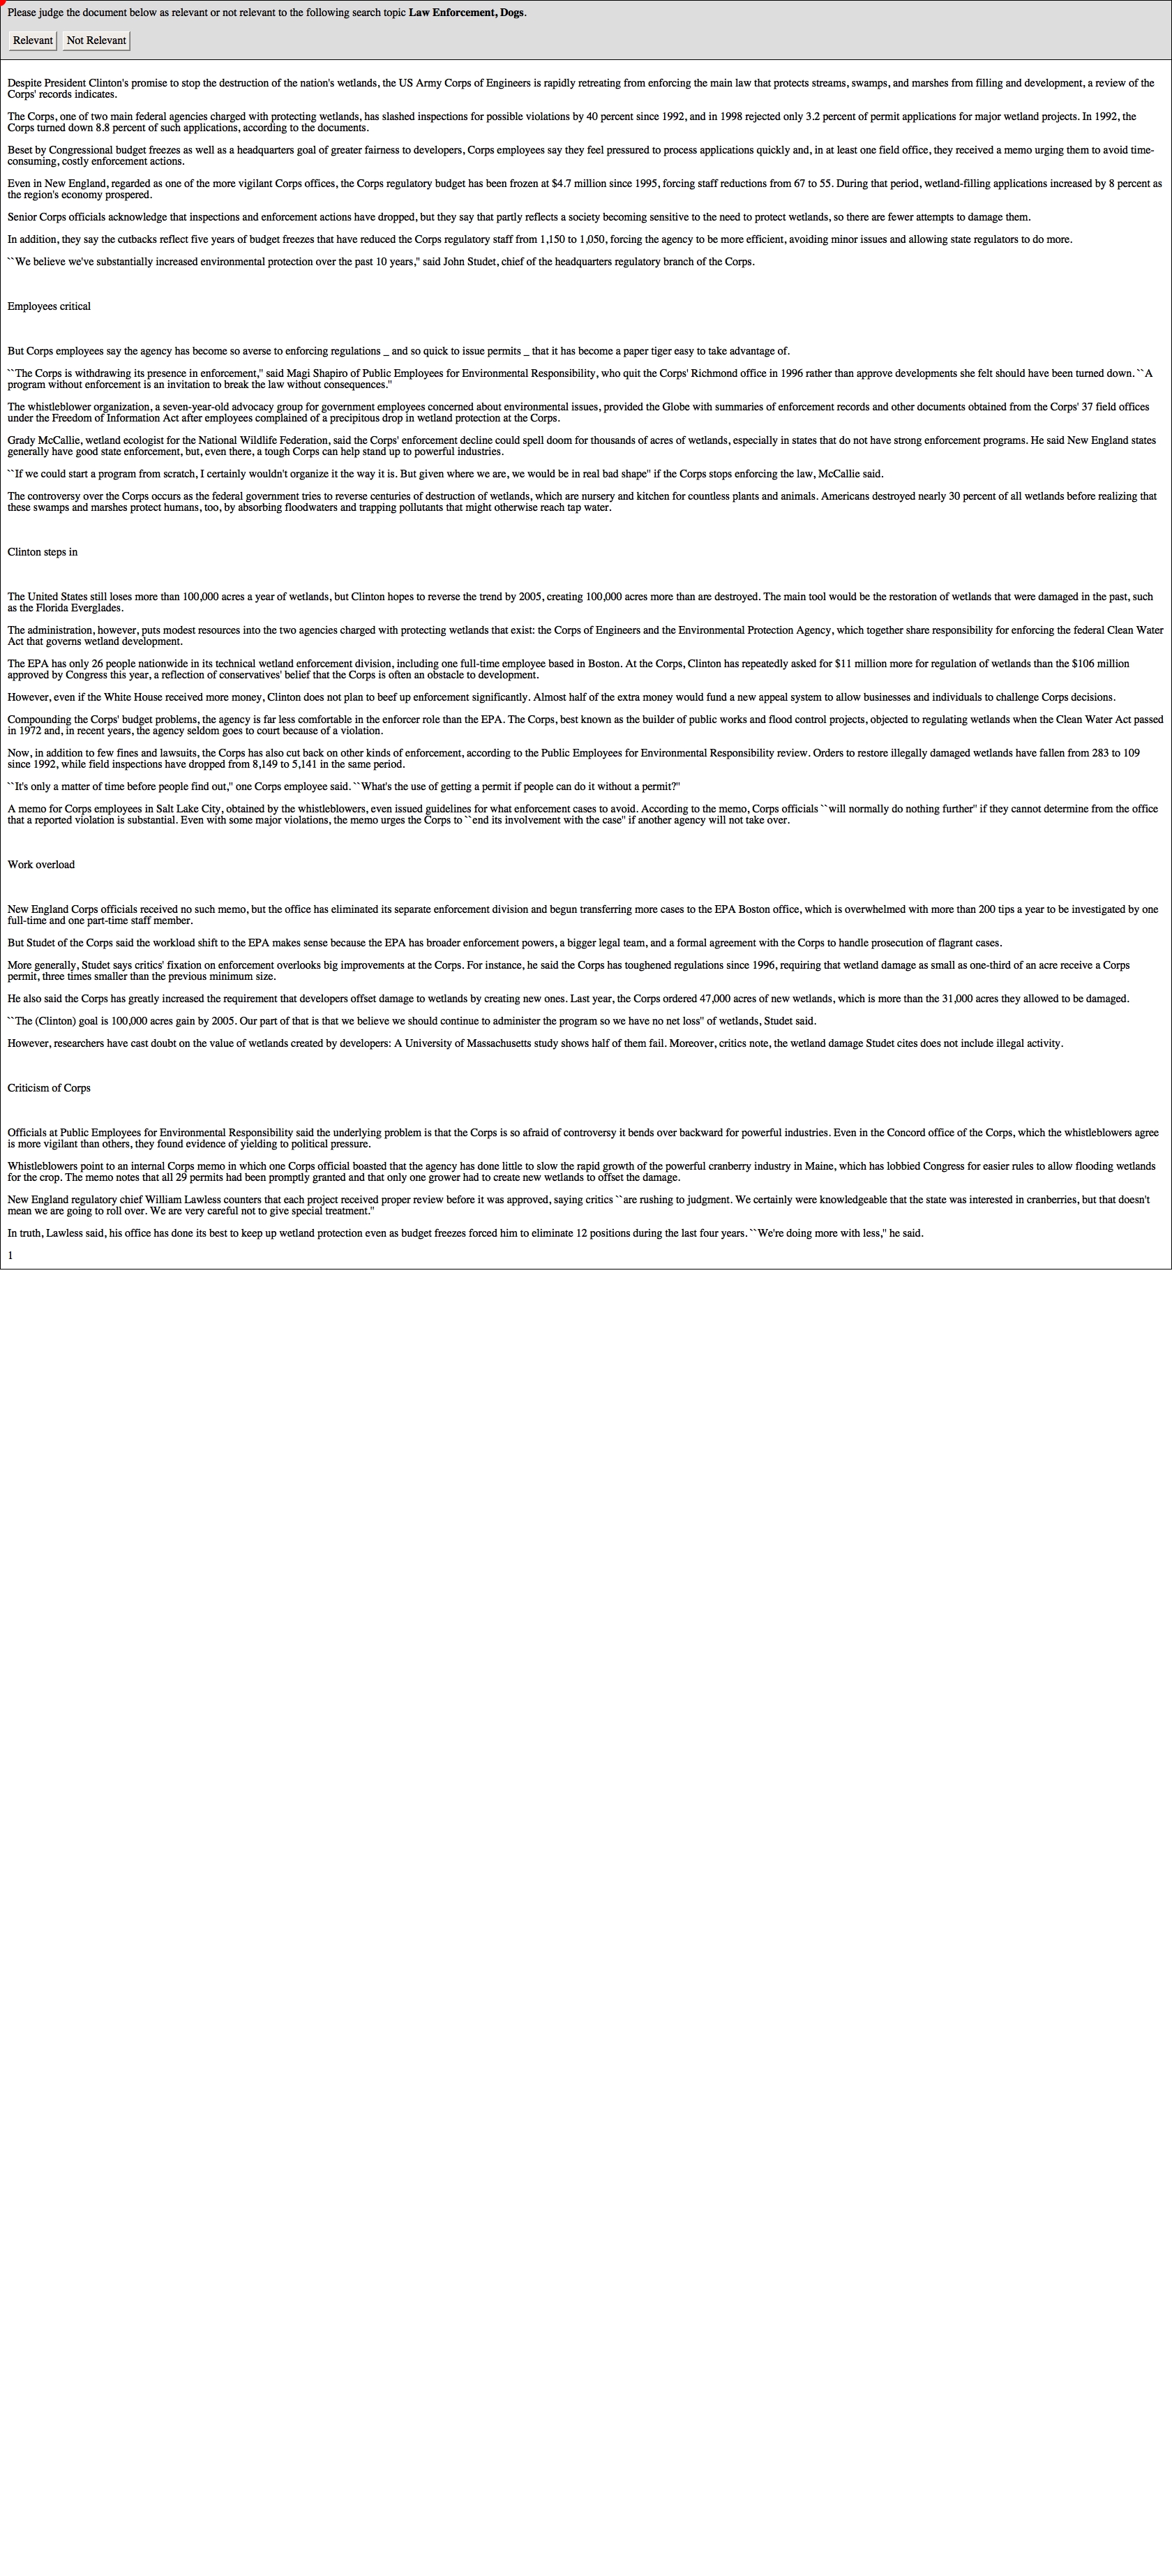 Please judge the document below as relevant or not relevant to the following search topic Law Enforcement, Dogs.
Relevant Not Relevant
Despite President Clinton's promise to stop the destruction of the nation's wetlands, the US Army Corps of Engineers is rapidly retreating from enforcing the main law that protects streams, swamps, and marshes from filling and development, a review of the
Corps' records indicates.
The Corps, one of two main federal agencies charged with protecting wetlands, has slashed inspections for possible violations by 40 percent since 1992, and in 1998 rejected only 3.2 percent of permit applications for major wetland projects. In 1992, the
Corps turned down 8.8 percent of such applications, according to the documents.
Beset by Congressional budget freezes as well as a headquarters goal of greater fairness to developers, Corps employees say they feel pressured to process applications quickly and, in at least one field office, they received a memo urging them to avoid time-
consuming, costly enforcement actions.
Even in New England, regarded as one of the more vigilant Corps offices, the Corps regulatory budget has been frozen at $4.7 million since 1995, forcing staff reductions from 67 to 55. During that period, wetland-filling applications increased by 8 percent as
the region's economy prospered.
Senior Corps officials acknowledge that inspections and enforcement actions have dropped, but they say that partly reflects a society becoming sensitive to the need to protect wetlands, so there are fewer attempts to damage them.
In addition, they say the cutbacks reflect five years of budget freezes that have reduced the Corps regulatory staff from 1,150 to 1,050, forcing the agency to be more efficient, avoiding minor issues and allowing state regulators to do more.
``We believe we've substantially increased environmental protection over the past 10 years,'' said John Studet, chief of the headquarters regulatory branch of the Corps.
Employees critical
But Corps employees say the agency has become so averse to enforcing regulations _ and so quick to issue permits _ that it has become a paper tiger easy to take advantage of.
``The Corps is withdrawing its presence in enforcement,'' said Magi Shapiro of Public Employees for Environmental Responsibility, who quit the Corps' Richmond office in 1996 rather than approve developments she felt should have been turned down. ``A
program without enforcement is an invitation to break the law without consequences.''
The whistleblower organization, a seven-year-old advocacy group for government employees concerned about environmental issues, provided the Globe with summaries of enforcement records and other documents obtained from the Corps' 37 field offices
under the Freedom of Information Act after employees complained of a precipitous drop in wetland protection at the Corps.
Grady McCallie, wetland ecologist for the National Wildlife Federation, said the Corps' enforcement decline could spell doom for thousands of acres of wetlands, especially in states that do not have strong enforcement programs. He said New England states
generally have good state enforcement, but, even there, a tough Corps can help stand up to powerful industries.
``If we could start a program from scratch, I certainly wouldn't organize it the way it is. But given where we are, we would be in real bad shape'' if the Corps stops enforcing the law, McCallie said.
The controversy over the Corps occurs as the federal government tries to reverse centuries of destruction of wetlands, which are nursery and kitchen for countless plants and animals. Americans destroyed nearly 30 percent of all wetlands before realizing that
these swamps and marshes protect humans, too, by absorbing floodwaters and trapping pollutants that might otherwise reach tap water.
Clinton steps in
The United States still loses more than 100,000 acres a year of wetlands, but Clinton hopes to reverse the trend by 2005, creating 100,000 acres more than are destroyed. The main tool would be the restoration of wetlands that were damaged in the past, such
as the Florida Everglades.
The administration, however, puts modest resources into the two agencies charged with protecting wetlands that exist: the Corps of Engineers and the Environmental Protection Agency, which together share responsibility for enforcing the federal Clean Water
Act that governs wetland development.
The EPA has only 26 people nationwide in its technical wetland enforcement division, including one full-time employee based in Boston. At the Corps, Clinton has repeatedly asked for $11 million more for regulation of wetlands than the $106 million
approved by Congress this year, a reflection of conservatives' belief that the Corps is often an obstacle to development.
However, even if the White House received more money, Clinton does not plan to beef up enforcement significantly. Almost half of the extra money would fund a new appeal system to allow businesses and individuals to challenge Corps decisions.
Compounding the Corps' budget problems, the agency is far less comfortable in the enforcer role than the EPA. The Corps, best known as the builder of public works and flood control projects, objected to regulating wetlands when the Clean Water Act passed
in 1972 and, in recent years, the agency seldom goes to court because of a violation.
Now, in addition to few fines and lawsuits, the Corps has also cut back on other kinds of enforcement, according to the Public Employees for Environmental Responsibility review. Orders to restore illegally damaged wetlands have fallen from 283 to 109
since 1992, while field inspections have dropped from 8,149 to 5,141 in the same period.
``It's only a matter of time before people find out,'' one Corps employee said. ``What's the use of getting a permit if people can do it without a permit?''
A memo for Corps employees in Salt Lake City, obtained by the whistleblowers, even issued guidelines for what enforcement cases to avoid. According to the memo, Corps officials ``will normally do nothing further'' if they cannot determine from the office
that a reported violation is substantial. Even with some major violations, the memo urges the Corps to ``end its involvement with the case'' if another agency will not take over.
Work overload
New England Corps officials received no such memo, but the office has eliminated its separate enforcement division and begun transferring more cases to the EPA Boston office, which is overwhelmed with more than 200 tips a year to be investigated by one
full-time and one part-time staff member.
But Studet of the Corps said the workload shift to the EPA makes sense because the EPA has broader enforcement powers, a bigger legal team, and a formal agreement with the Corps to handle prosecution of flagrant cases.
More generally, Studet says critics' fixation on enforcement overlooks big improvements at the Corps. For instance, he said the Corps has toughened regulations since 1996, requiring that wetland damage as small as one-third of an acre receive a Corps
permit, three times smaller than the previous minimum size.
He also said the Corps has greatly increased the requirement that developers offset damage to wetlands by creating new ones. Last year, the Corps ordered 47,000 acres of new wetlands, which is more than the 31,000 acres they allowed to be damaged.
``The (Clinton) goal is 100,000 acres gain by 2005. Our part of that is that we believe we should continue to administer the program so we have no net loss'' of wetlands, Studet said.
However, researchers have cast doubt on the value of wetlands created by developers: A University of Massachusetts study shows half of them fail. Moreover, critics note, the wetland damage Studet cites does not include illegal activity.
Criticism of Corps
Officials at Public Employees for Environmental Responsibility said the underlying problem is that the Corps is so afraid of controversy it bends over backward for powerful industries. Even in the Concord office of the Corps, which the whistleblowers agree
is more vigilant than others, they found evidence of yielding to political pressure.
Whistleblowers point to an internal Corps memo in which one Corps official boasted that the agency has done little to slow the rapid growth of the powerful cranberry industry in Maine, which has lobbied Congress for easier rules to allow flooding wetlands
for the crop. The memo notes that all 29 permits had been promptly granted and that only one grower had to create new wetlands to offset the damage.
New England regulatory chief William Lawless counters that each project received proper review before it was approved, saying critics ``are rushing to judgment. We certainly were knowledgeable that the state was interested in cranberries, but that doesn't
mean we are going to roll over. We are very careful not to give special treatment.''
In truth, Lawless said, his office has done its best to keep up wetland protection even as budget freezes forced him to eliminate 12 positions during the last four years. ``We're doing more with less,'' he said.
1